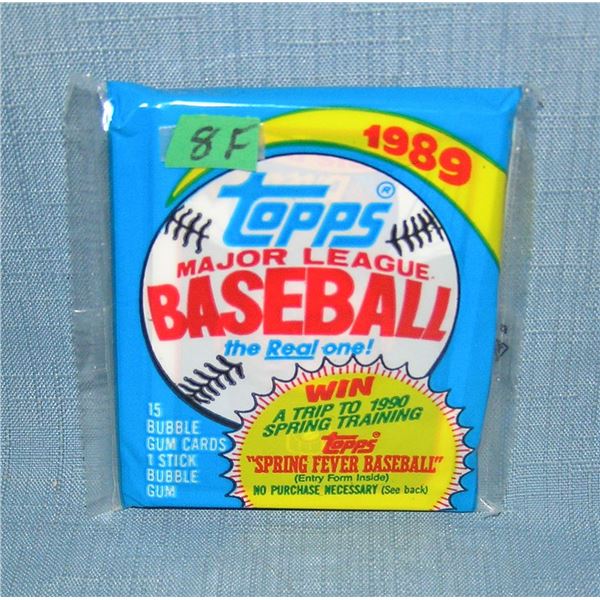 8F
1989
Topps®
MAJOR LEAGUE
BASEBALL
the Real one!
15
BUBBLE
GUM CARDS
1 STICK
BUBBLE
GUM
WIN
A TRIP TO 1990
SPRING TRAINING
Topps
"SPRING FEVER BASEBALL"
(Entry Form Inside)
NO PURCHASE NECESSARY (See back)